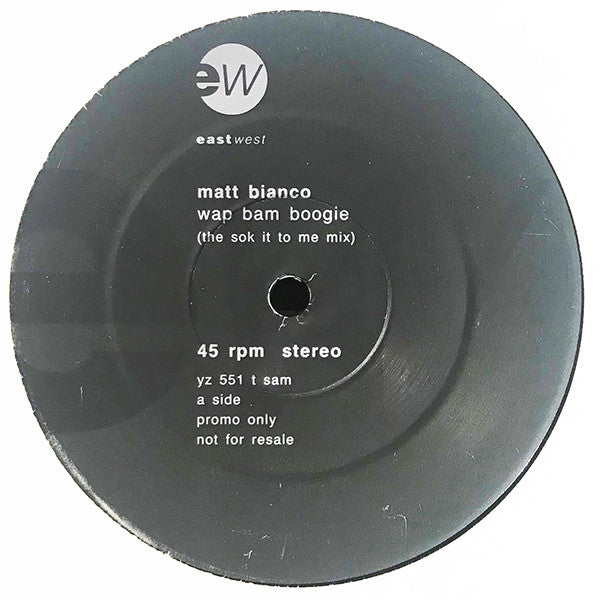 ew
eastwest
matt bianco
wap bam boogie
(the sok it to me mix)
45 rpm stereo
yz 551 t sam
a side
promo only
not for resale